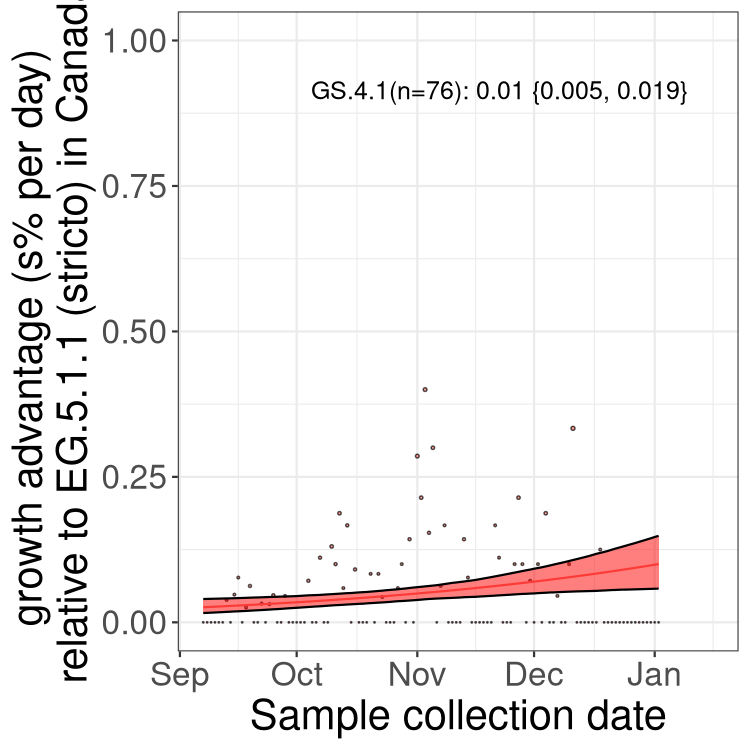 growth advantage (s% per day)
relative to EG.5.1.1 (stricto) in Canada
1.00
0.75
0.50
0.25
0.00
GS.4.1(n=76): 0.01 {0.005, 0.019}
Sep Oct Nov Dec Jan
Sample collection date